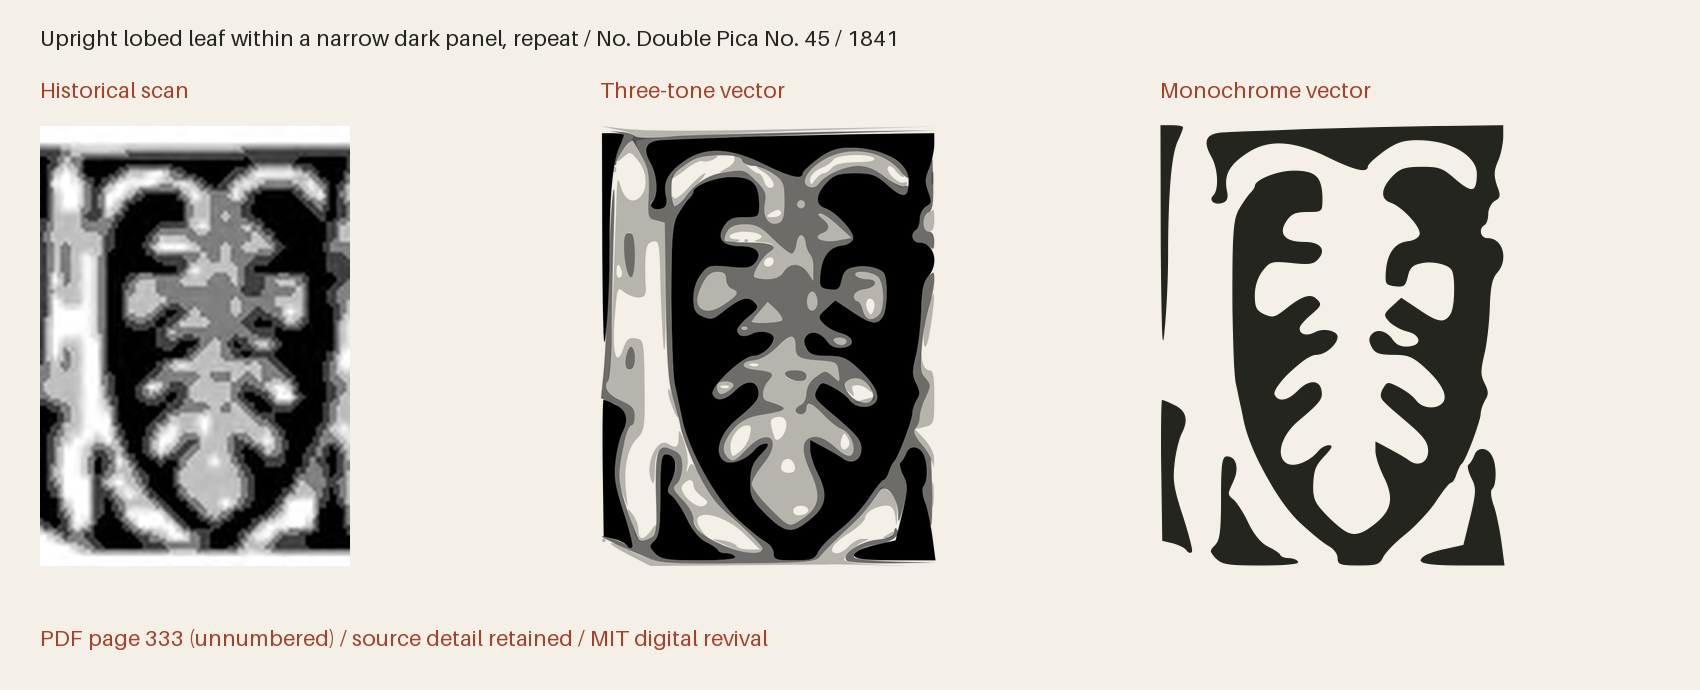 Upright lobed leaf within a narrow dark panel, repeat / No. Double Pica No. 45 / 1841
Historical scan
Three-tone vector
Monochrome vector
PDF page 333 (unnumbered) / source detail retained / MIT digital revival